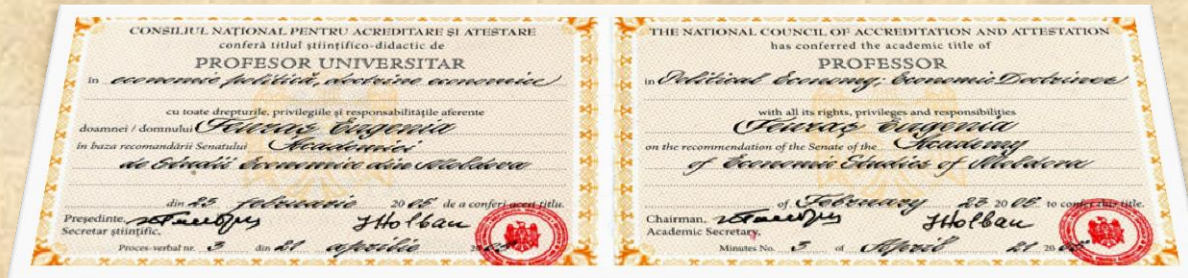 CONSILIUL NAȚIONAL PENTRU ACREDITARE ȘI ATESTARE
conferă titlul științifico-didactic de
PROFESOR UNIVERSITAR
în economie politică, doctrine economice
cu toate drepturile, privilegiile și responsabilitățile aferente
doamnei / domnului Feuraș Eugenia
în baza recomandării Senatului Academiei
de Studii Economice din Moldova
din 25 februarie 2005 de a conferi acest titlu.
Președinte,
Secretar științific, JHolban
Proces-verbal nr. 3 din 21 aprilie
THE NATIONAL COUNCIL OF ACCREDITATION AND ATTESTATION
has conferred the academic title of
PROFESSOR
in Political Economy; Economic Doctrines
with all its rights, privileges and responsibilities
Feuraș Eugenia
on the recommendation of the Senate of the Academy
of Economic Studies of Moldova
of February 25 2005 to confer this title.
Chairman,
Academic Secretary, JHolban
Minutes No. 3 of April 21 20